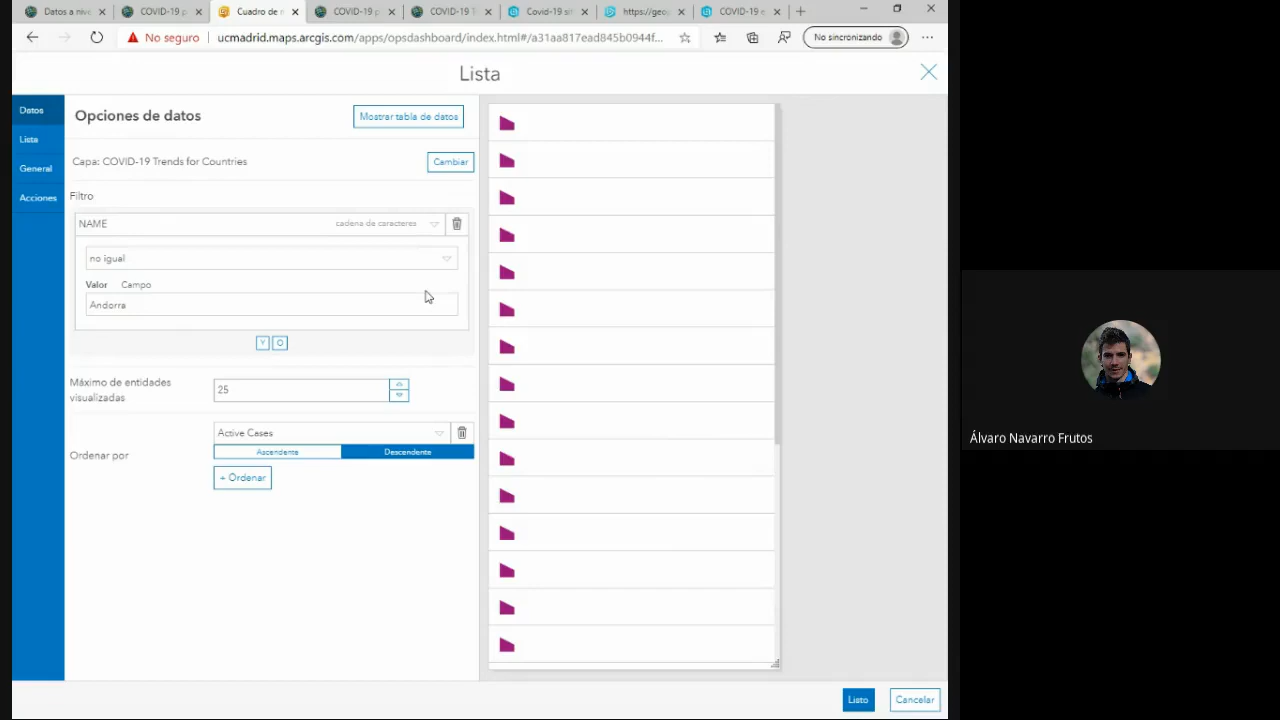 Datos a nive
COVID-19 p
Cuadro de n
COVID-19 p
COVID-19 T
Covid-19 sit
https://geop
COVID-19 c
No seguro
ucmadrid.maps.arcgis.com/apps/opsdashboard/index.html#/a31aa817ead845b0944f...
No sincronizando
Lista
Datos
Lista
General
Acciones
Opciones de datos
Mostrar tabla de datos
Capa: COVID-19 Trends for Countries
Cambiar
Filtro
NAME
cadena de caracteres
no igual
Valor Campo
Andorra
Y O
Máximo de entidades
visualizadas
25
Active Cases
Ordenar por
Ascendente
Descendente
+ Ordenar
Listo
Cancelar
Álvaro Navarro Frutos